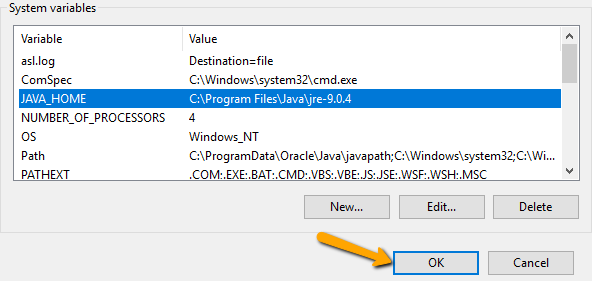 System variables
Variable Value
asl.log Destination=file
ComSpec C:\Windows\system32\cmd.exe
JAVA_HOME C:\Program Files\Java\jre-9.0.4
NUMBER_OF_PROCESSORS 4
OS Windows_NT
Path C:\ProgramData\Oracle\Java\javapath;C:\Windows\system32;C:\Wi...
PATHEXT .COM;.EXE;.BAT;.CMD;.VBS;.VBE;.JS;.JSE;.WSF;.WSH;.MSC
New... Edit... Delete
OK Cancel